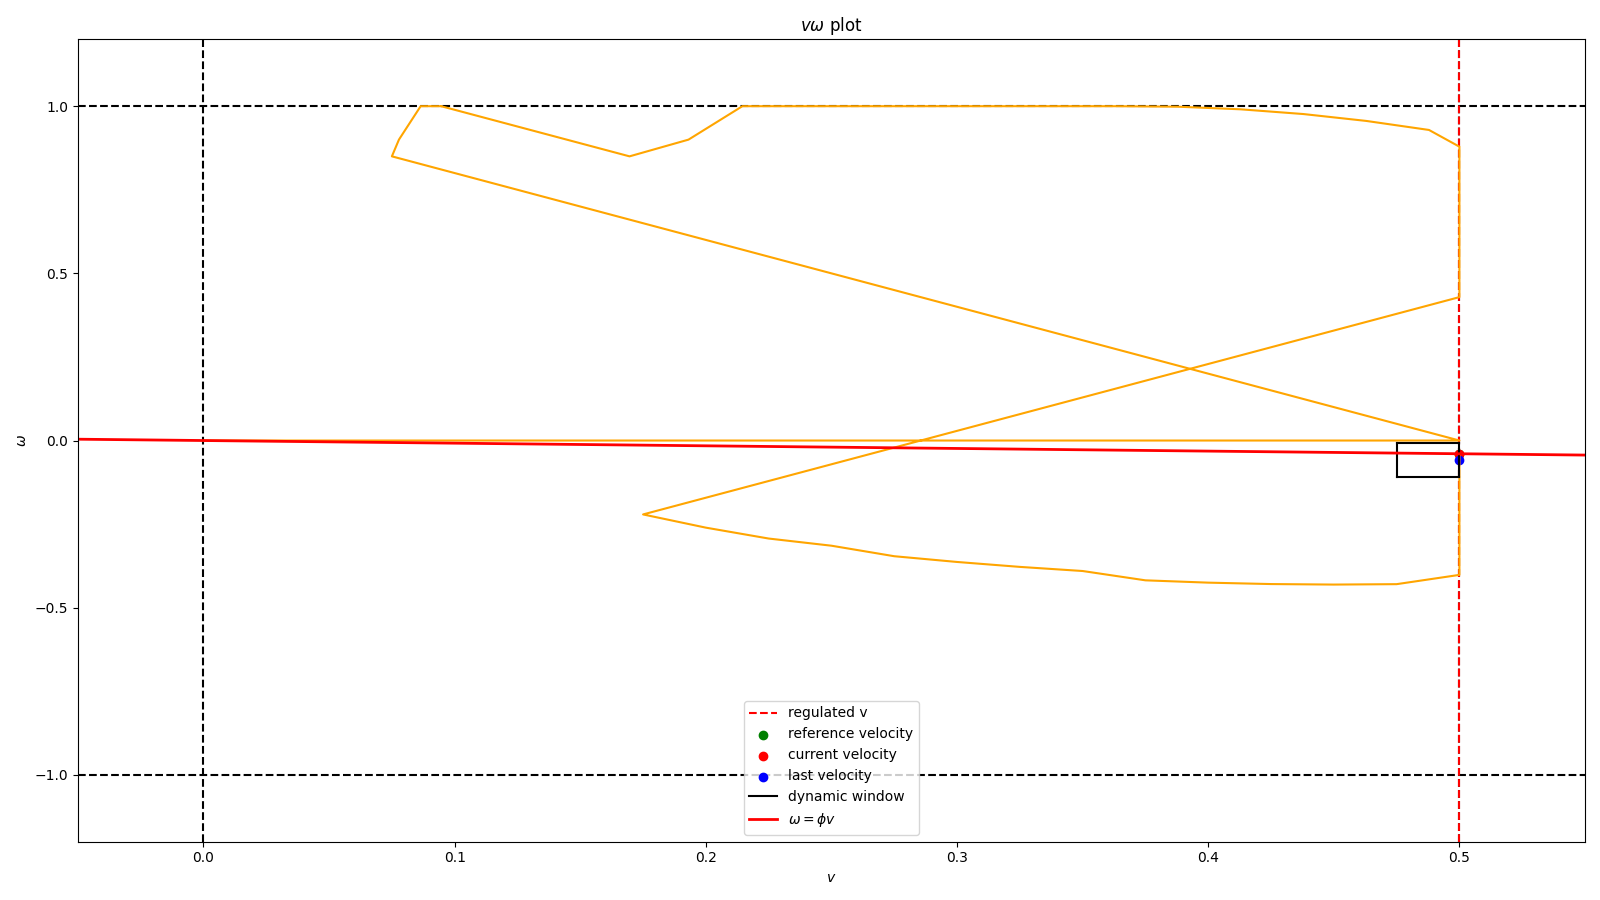 vω plot
1.0
0.5
0.0
−0.5
−1.0
ω
0.0
0.1
0.2
0.3
0.4
0.5
v
regulated v
reference velocity
current velocity
last velocity
dynamic window
ω = ϕv